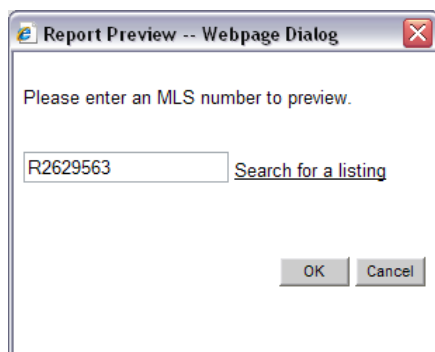 Report Preview -- Webpage Dialog
Please enter an MLS number to preview.
R2629563 Search for a listing
OK Cancel